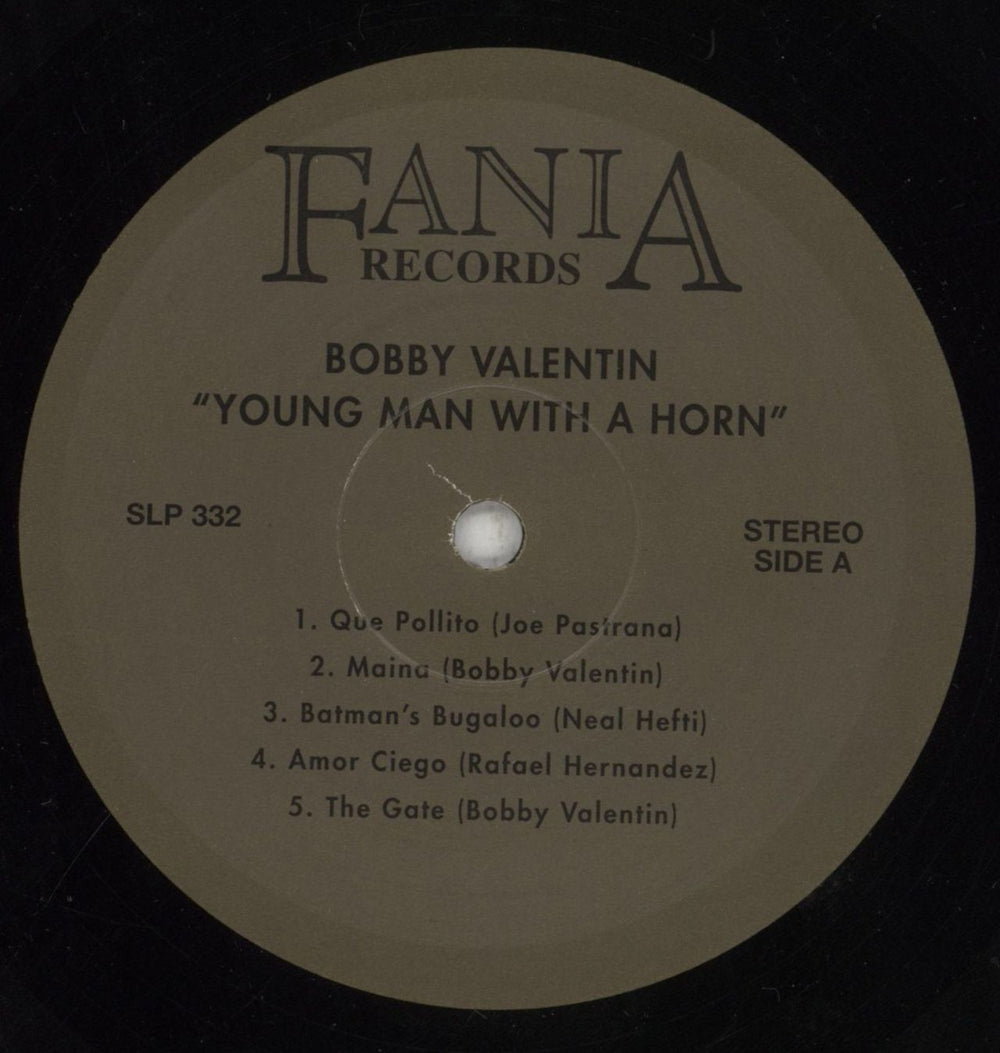 FANIA
RECORDS
BOBBY VALENTIN
"YOUNG MAN WITH A HORN"
SLP 332
STEREO
SIDE A
1. Que Pollito (Joe Pastrana)
2. Maina (Bobby Valentin)
3. Batman's Bugaloo (Neal Hefti)
4. Amor Ciego (Rafael Hernandez)
5. The Gate (Bobby Valentin)